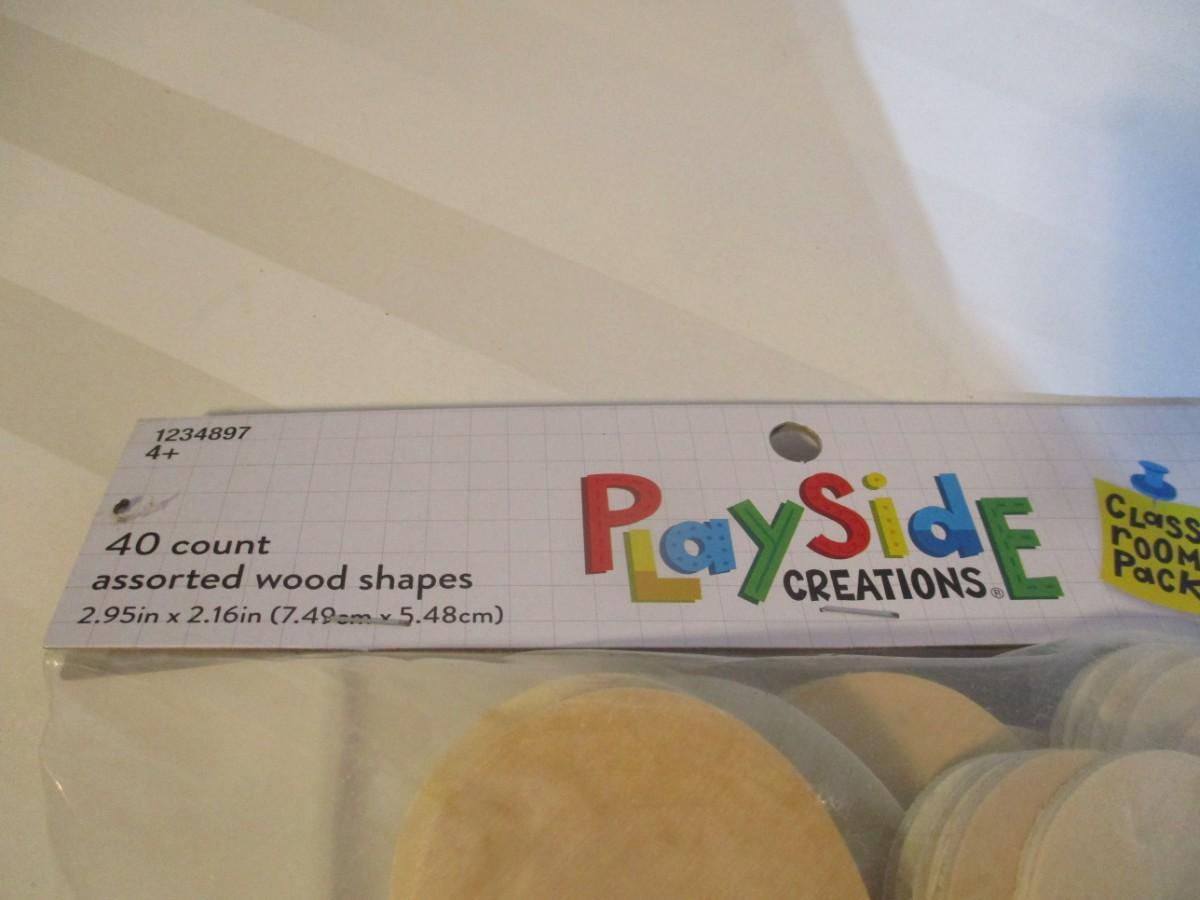 1234897
4+
40 count
assorted wood shapes
2.95in x 2.16in (7.49cm x 5.48cm)
PLaySidE
CREATIONS®
CLaSS
rOOM
Pack